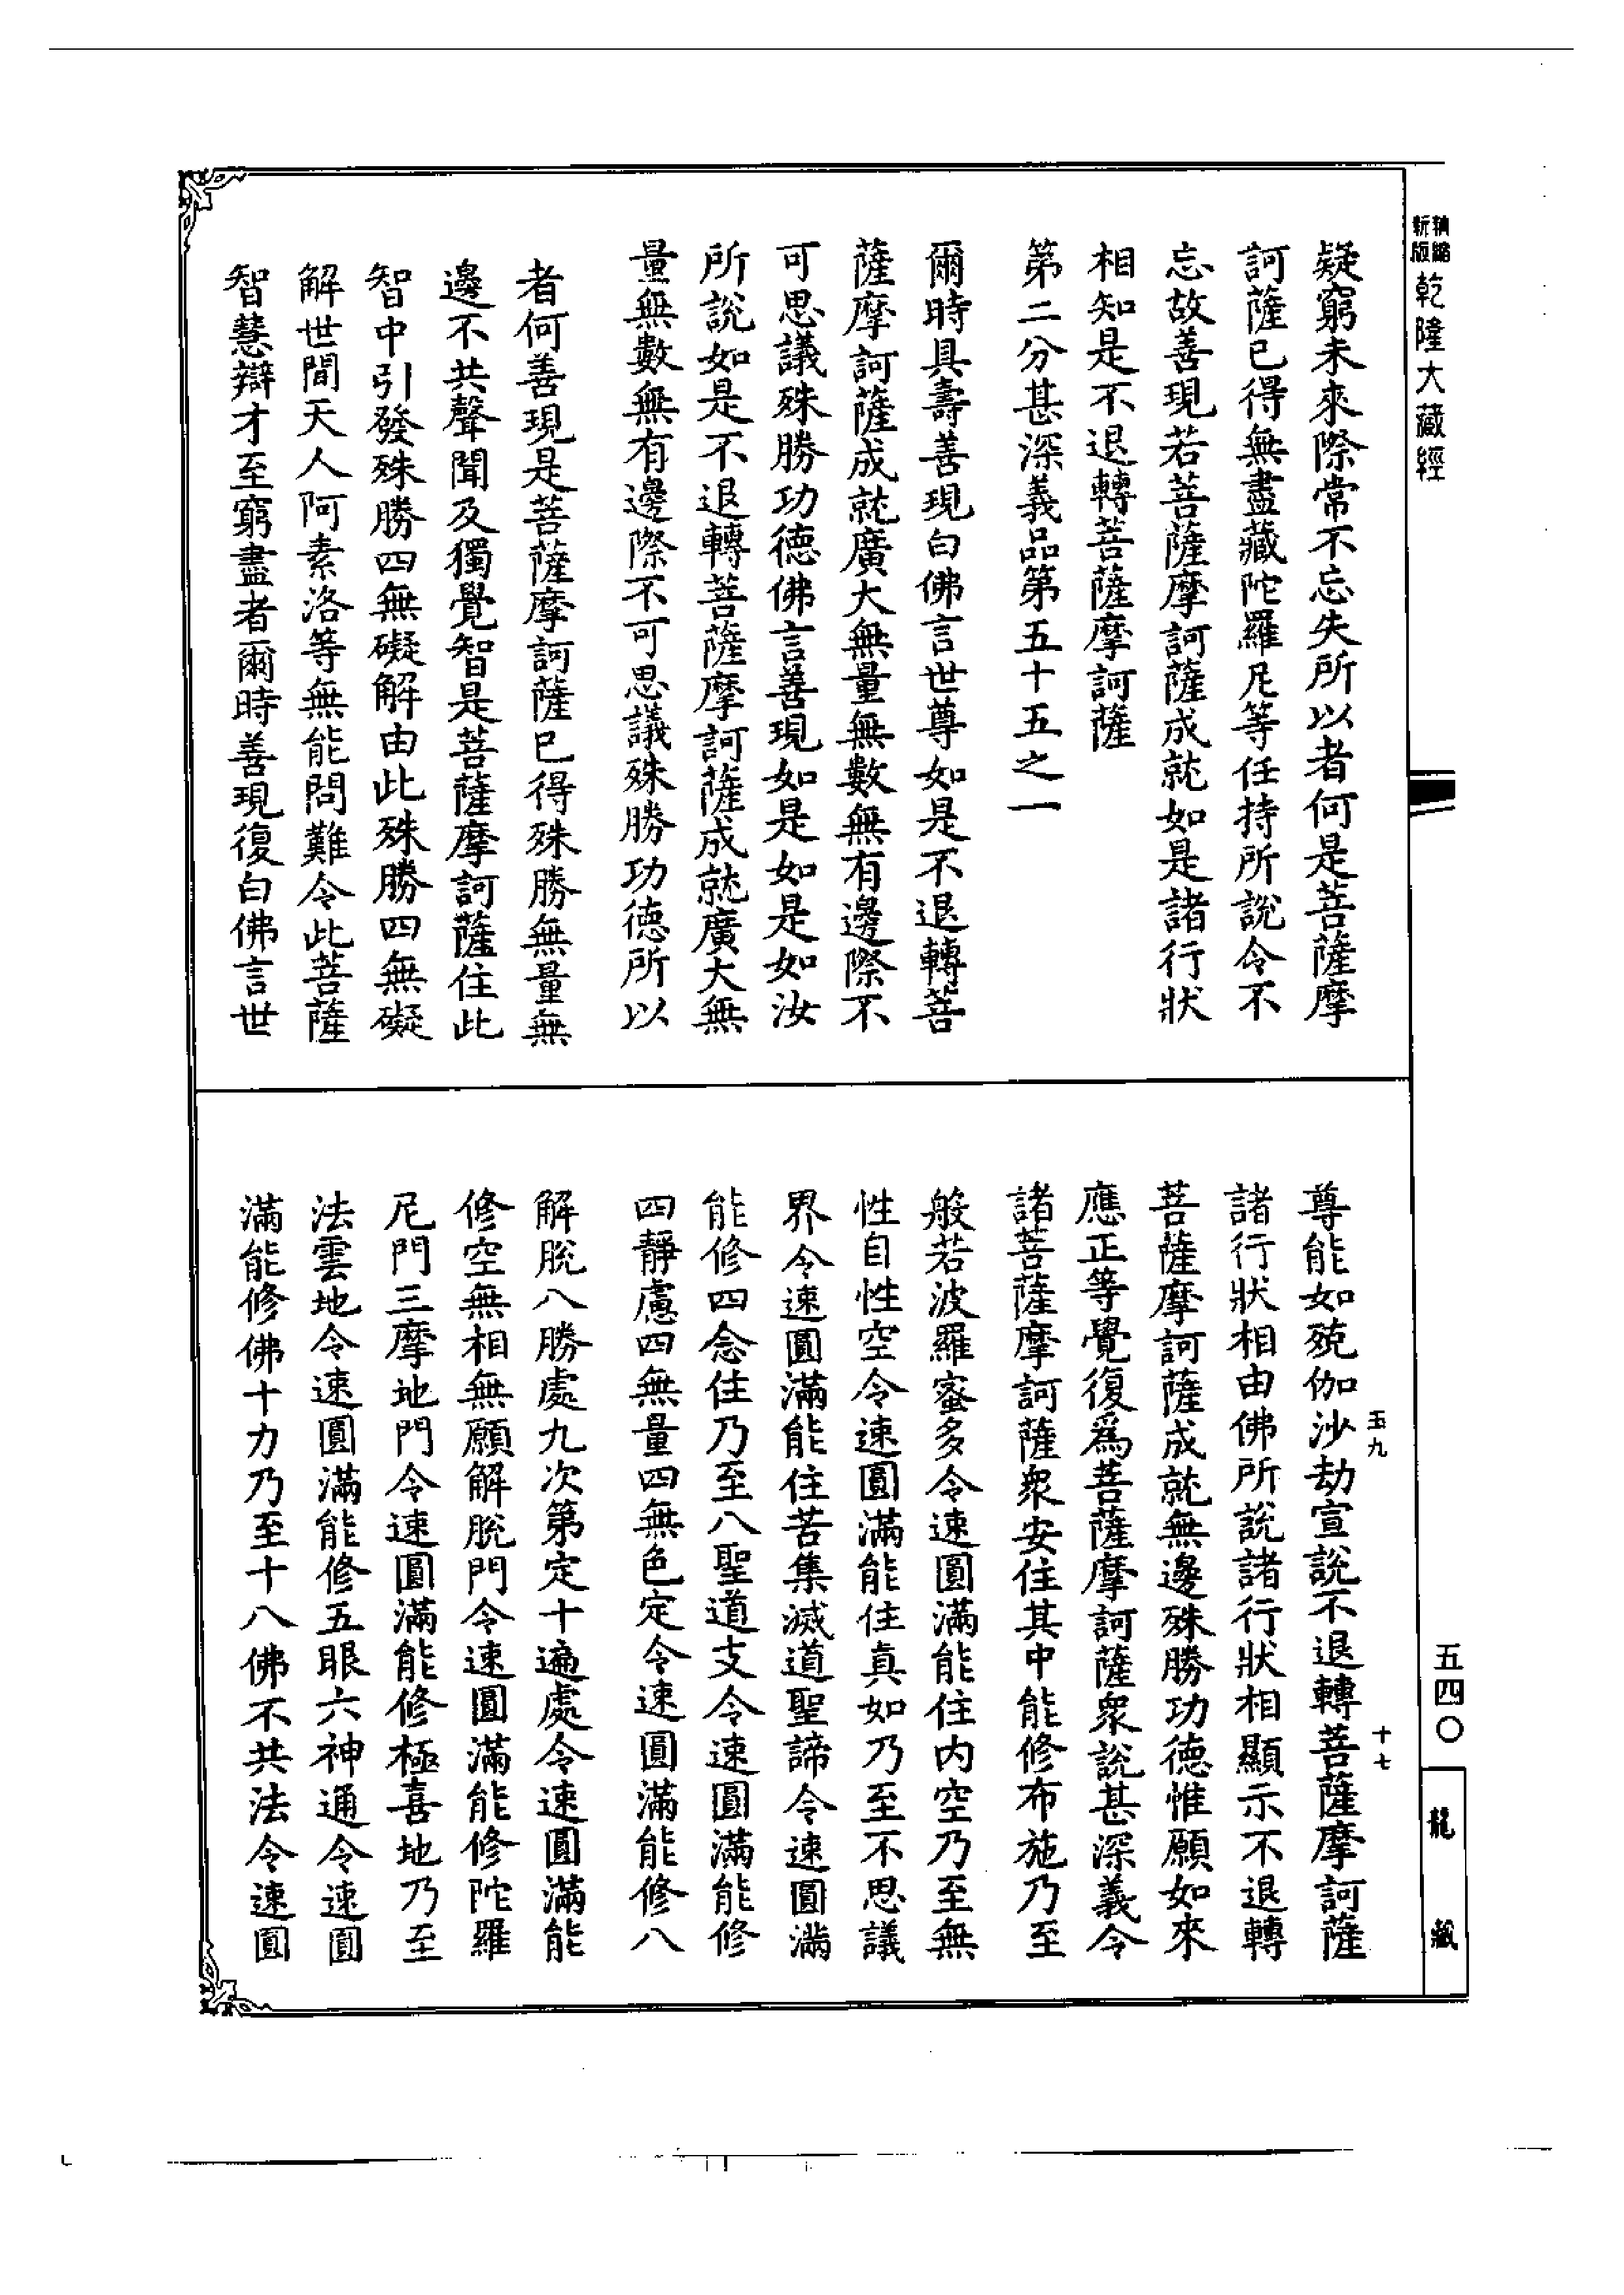 新版
精縮
乾隆大藏經
疑窮未來際常不忘失所以者何是菩薩摩
訶薩已得無盡藏陀羅尼等任持所說令不
忘故善現若菩薩摩訶薩成就如是諸行狀
相知是不退轉菩薩摩訶薩
第二分甚深義品第五十五之一
爾時具壽善現白佛言世尊如是不退轉菩
薩摩訶薩成就廣大無量無數無有邊際不
可思議殊勝功德佛言善現如是如是如汝
所說如是不退轉菩薩摩訶薩成就廣大無
量無數無有邊際不可思議殊勝功德所以
者何善現是菩薩摩訶薩已得殊勝無量無
邊不共聲聞及獨覺智是菩薩摩訶薩住此
智中引發殊勝四無礙解由此殊勝四無礙
解世間天人阿素洛等無能問難令此菩薩
智慧辯才至窮盡者爾時善現復白佛言世
尊能如殑伽沙劫宣說不退轉菩薩摩訶薩
諸行狀相由佛所說諸行狀相顯示不退轉
菩薩摩訶薩成就無邊殊勝功德惟願如來
應正等覺復爲菩薩摩訶薩衆說甚深義令
諸菩薩摩訶薩衆安住其中能修布施乃至
般若波羅蜜多令速圓滿能住内空乃至無
性自性空令速圓滿能住真如乃至不思議
界令速圓滿能住苦集滅道聖諦令速圓滿
能修四念住乃至八聖道支令速圓滿能修
四靜慮四無量四無色定令速圓滿能修八
解脫八勝處九次第定十遍處令速圓滿能
修空無相無願解脫門令速圓滿能修陀羅
尼門三摩地門令速圓滿能修極喜地乃至
法雲地令速圓滿能修五眼六神通令速圓
滿能修佛十力乃至十八佛不共法令速圓
玉九
十七
五四〇
龍藏